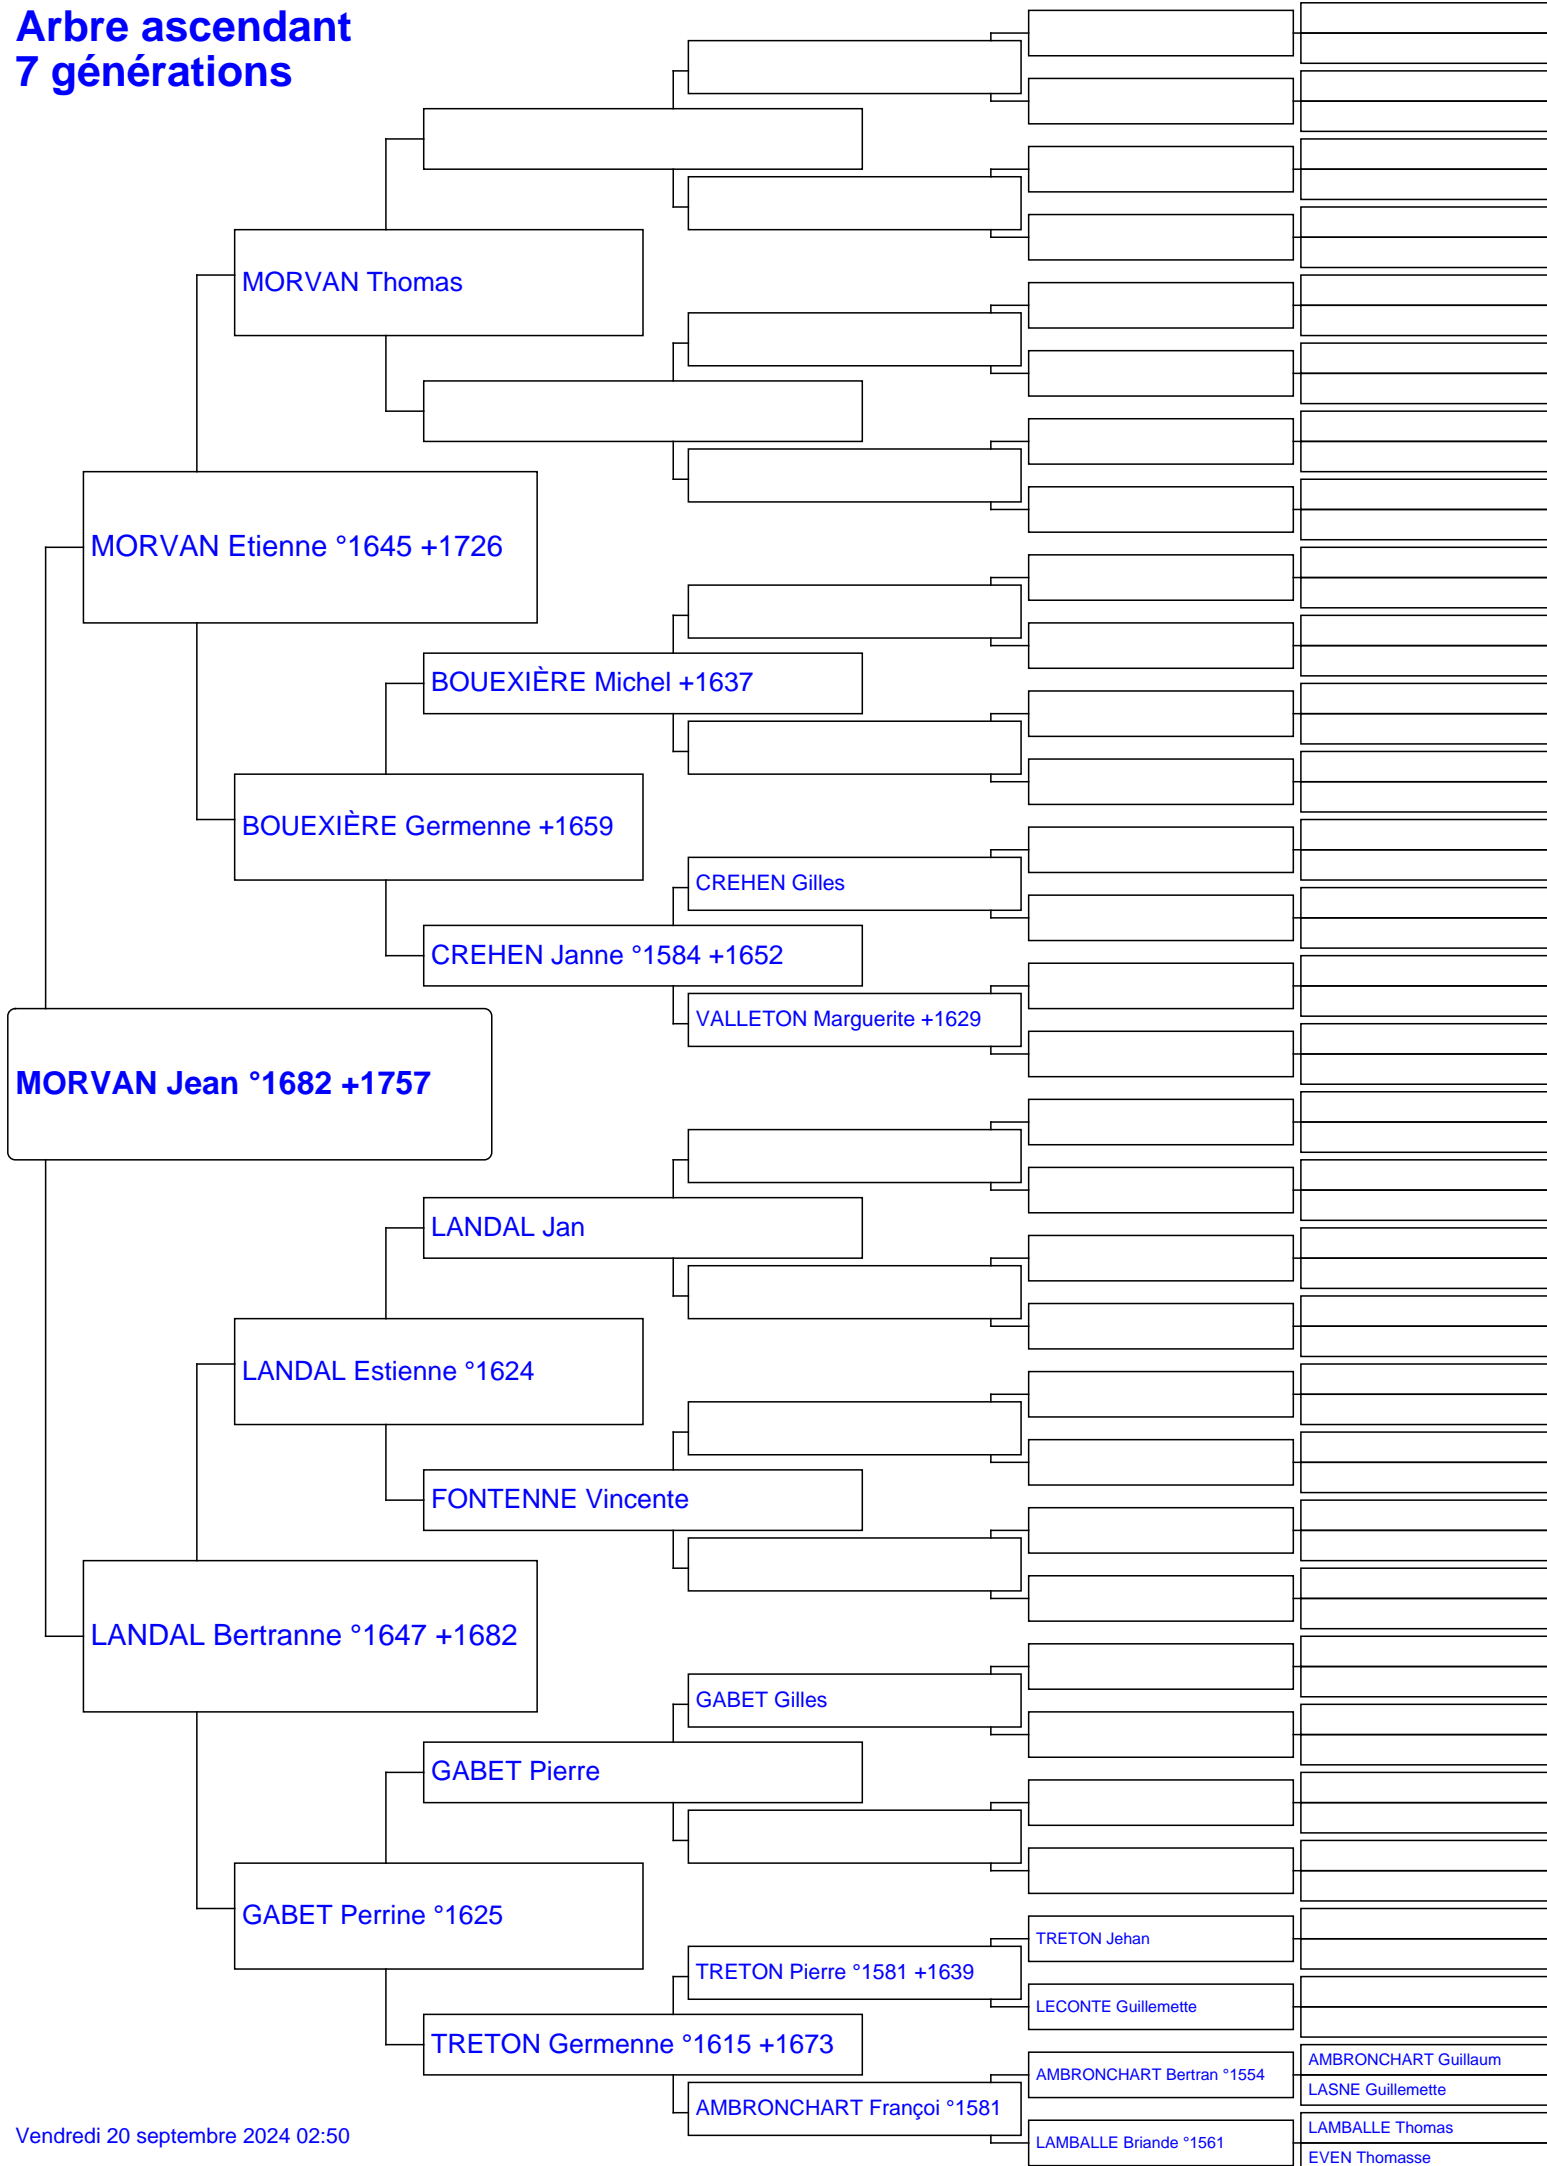 Arbre ascendant
7 générations
MORVAN Thomas
MORVAN Etienne °1645 +1726
BOUEXIÈRE Michel +1637
BOUEXIÈRE Germenne +1659
CREHEN Gilles
CREHEN Janne °1584 +1652
VALLETON Marguerite +1629
MORVAN Jean °1682 +1757
LANDAL Jan
LANDAL Estienne °1624
FONTENNE Vincente
LANDAL Bertranne °1647 +1682
GABET Gilles
GABET Pierre
GABET Perrine °1625
TRETON Jehan
TRETON Pierre °1581 +1639
LECONTE Guillemette
TRETON Germenne °1615 +1673
AMBRONCHART Guillaum
AMBRONCHART Bertran °1554
LASNE Guillemette
AMBRONCHART Françoi °1581
LAMBALLE Thomas
LAMBALLE Briande °1561
EVEN Thomasse
Vendredi 20 septembre 2024 02:50